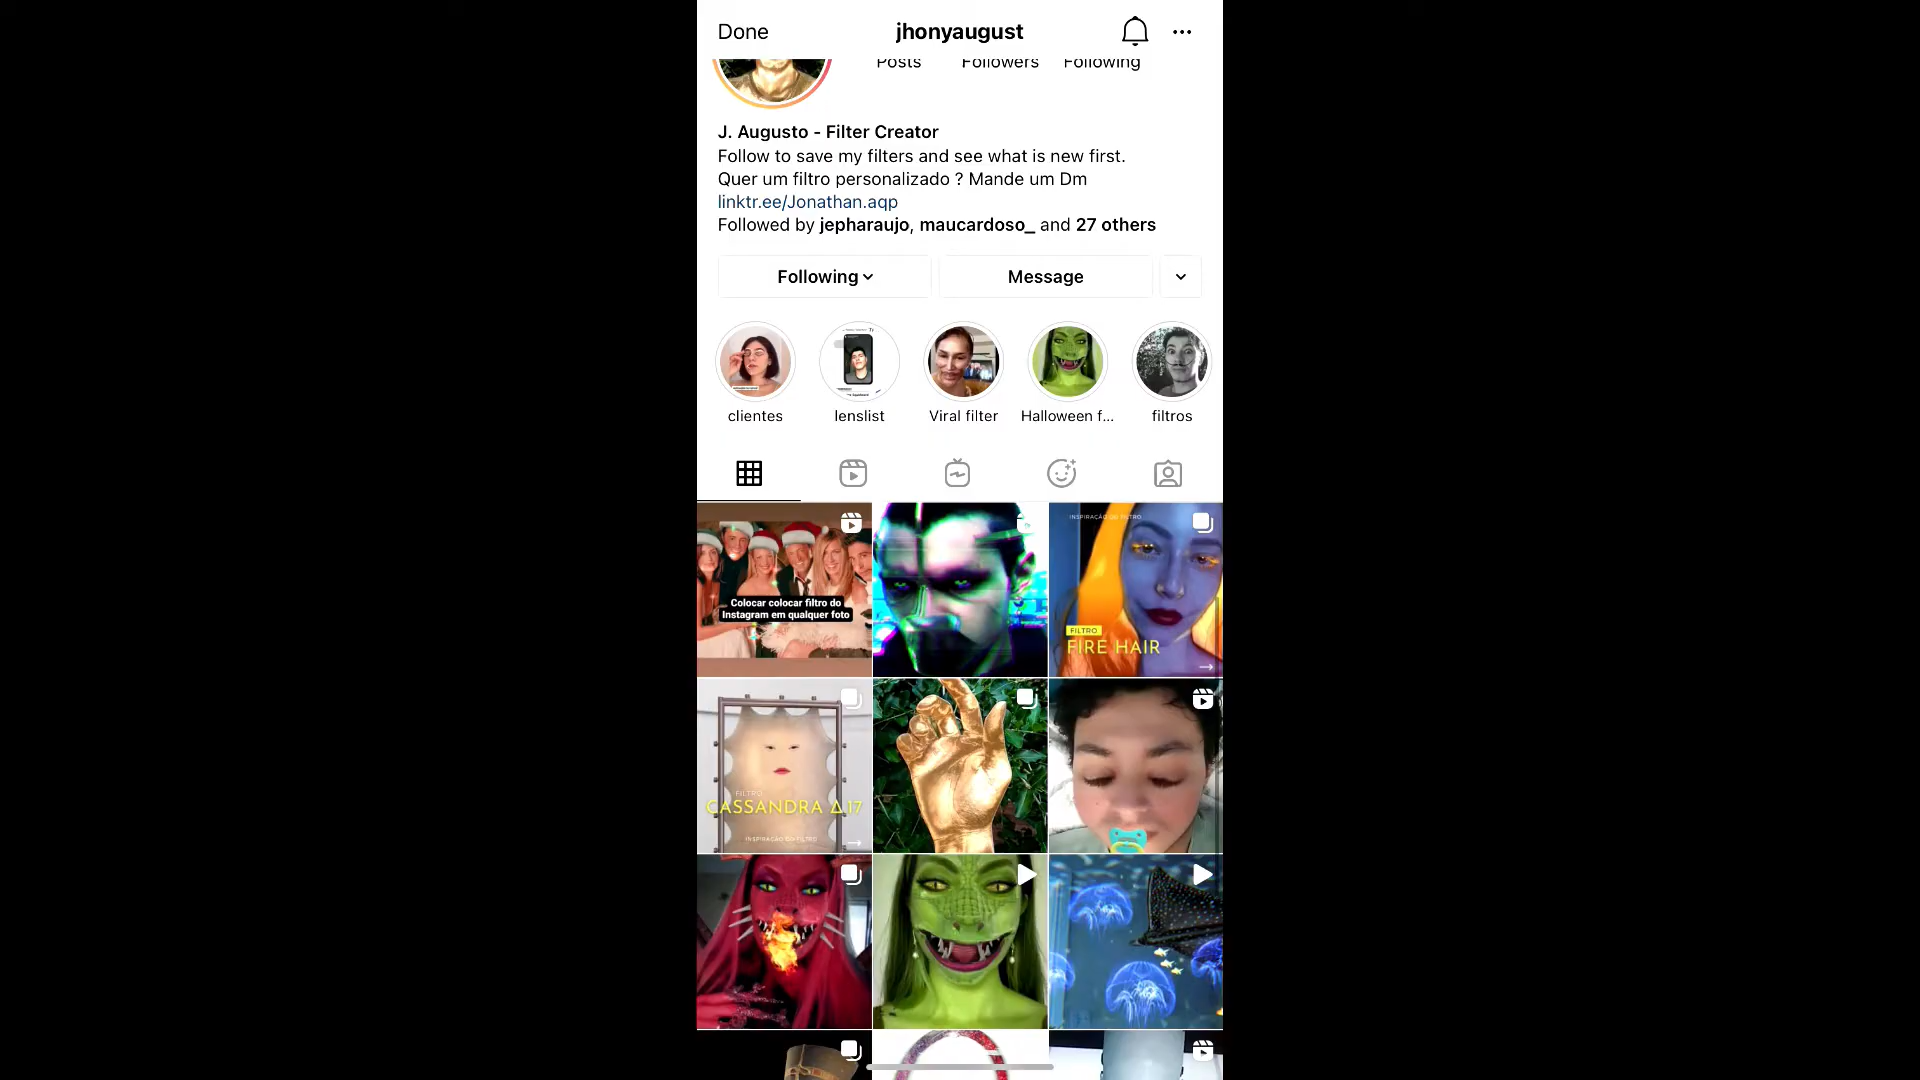 Done
jhonyaugust
Posts
Followers
Following
J. Augusto - Filter Creator
Follow to save my filters and see what is new first.
Quer um filtro personalizado ? Mande um Dm
linktr.ee/Jonathan.aqp
Followed by jepharaujo, maucardoso_ and 27 others
Following
Message
clientes
lenslist
Viral filter
Halloween f...
filtros
Colocar colocar filtro do
Instagram em qualquer foto
INSPIRAÇÃO DO FILTRO
FILTRO
FIRE HAIR
FILTRO
CASSANDRA Δ.17
INSPIRAÇÃO DO FILTRO